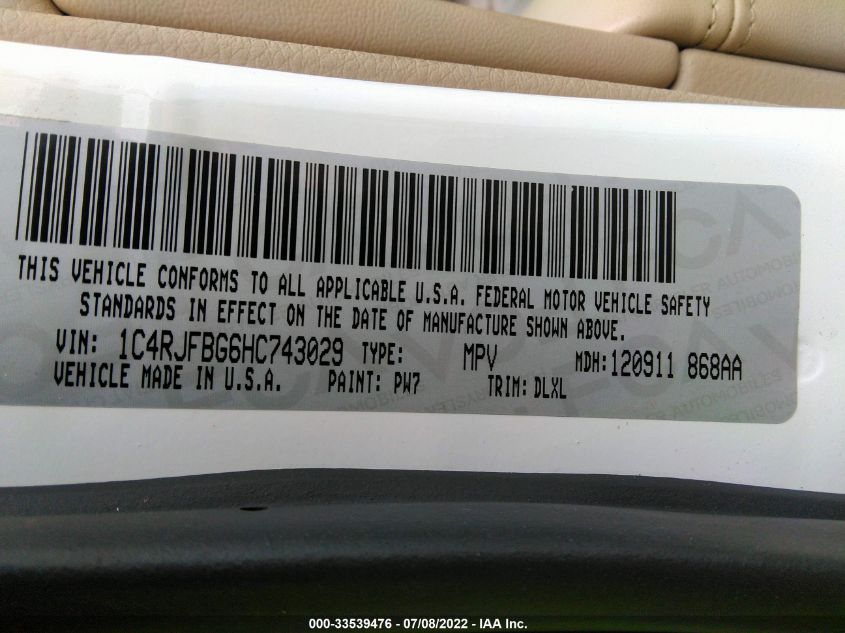 THIS VEHICLE CONFORMS TO ALL APPLICABLE U.S.A. FEDERAL MOTOR VEHICLE SAFETY
STANDARDS IN EFFECT ON THE DATE OF MANUFACTURE SHOWN ABOVE.
VIN: 1C4RJFBG6HC743029 TYPE: MPV MDH:120911 868AA
VEHICLE MADE IN U.S.A. PAINT: PW7 TRIM: DLXL
000-33539476 - 07/08/2022 - IAA Inc.